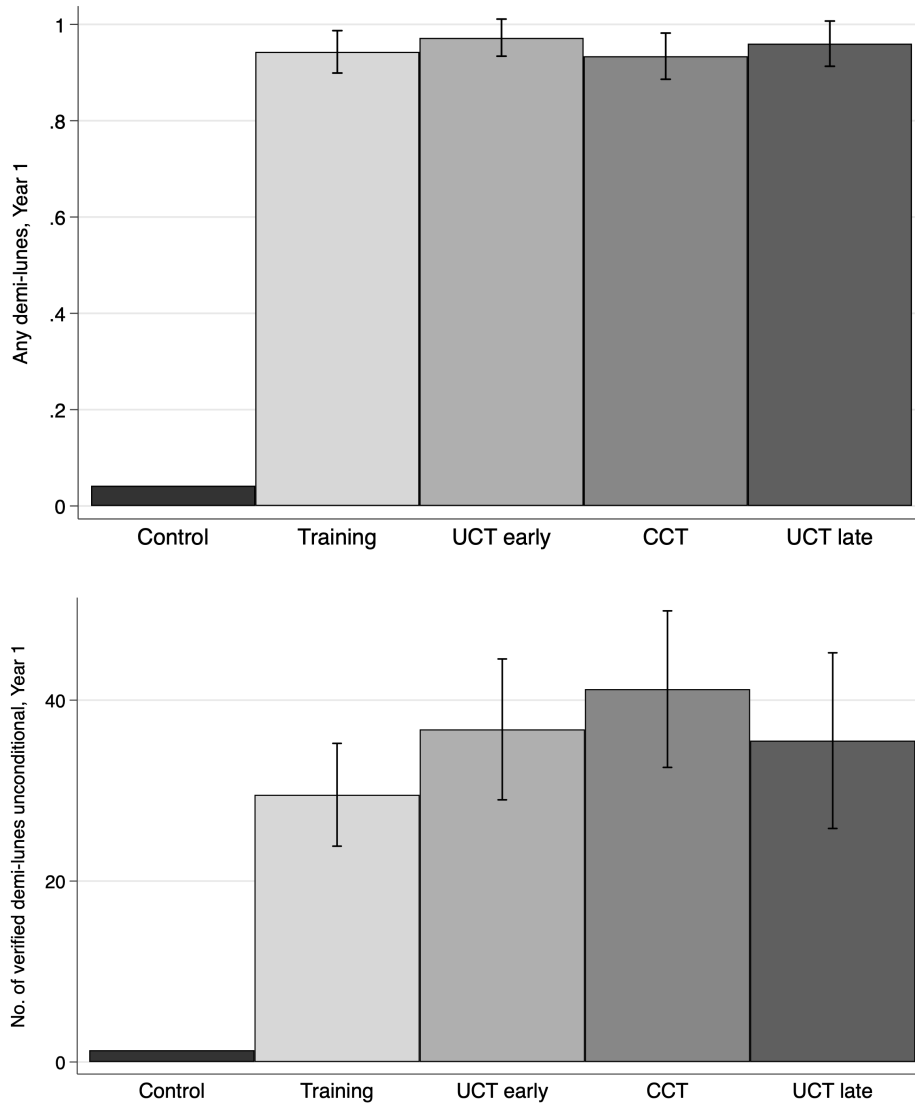 Any demi-lunes, Year 1
1
.8
.6
.4
.2
0
Control Training UCT early CCT UCT late
No. of verified demi-lunes unconditional, Year 1
40
20
0
Control Training UCT early CCT UCT late